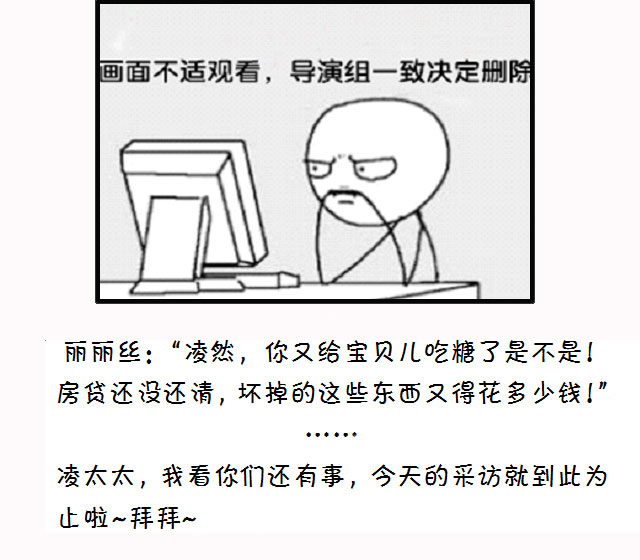 画面不适观看，导演组一致决定删除
丽丽丝：“凌然，你又给宝贝儿吃糖了是不是！
房贷还没还清，坏掉的这些东西又得花多少钱！”
……
凌太太，我看你们还有事，今天的采访就到此为
止啦~拜拜~